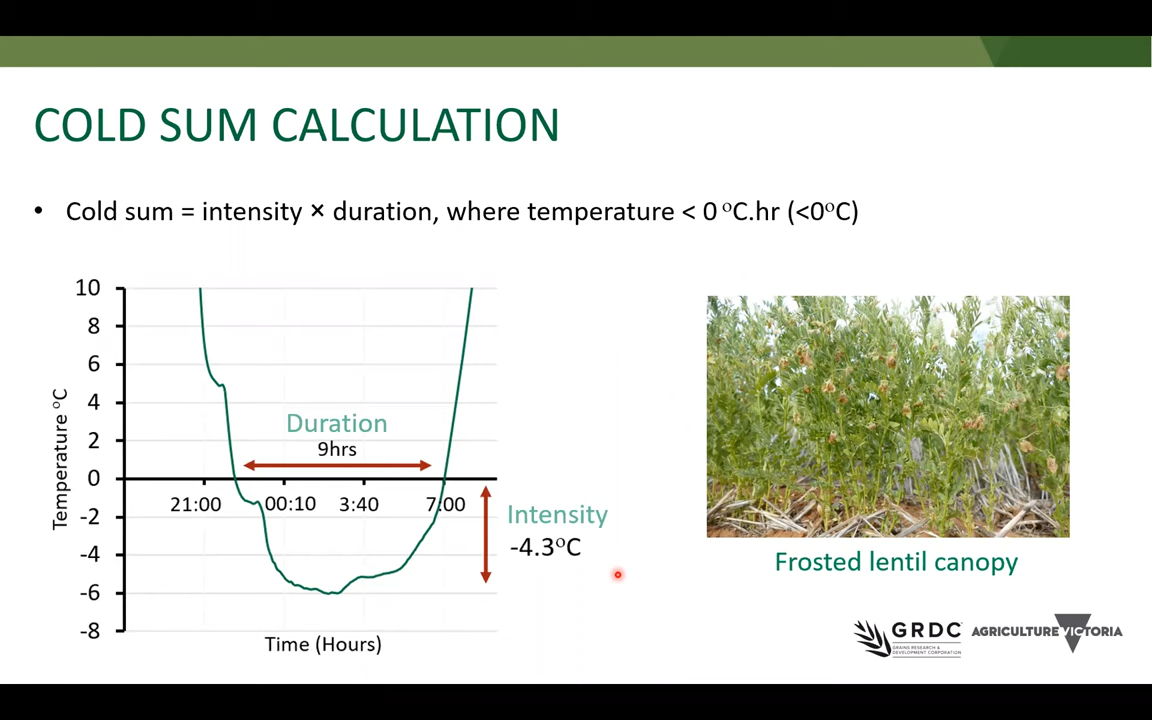 COLD SUM CALCULATION
• Cold sum = intensity × duration, where temperature < 0 ºC.hr (<0ºC)
10
8
6
4
2
0
-2
-4
-6
-8
Temperature ºC
Duration
9hrs
21:00 00:10 3:40 7:00
Intensity
-4.3ºC
Time (Hours)
Frosted lentil canopy
GRDC
GRAINS RESEARCH &
DEVELOPMENT CORPORATION
AGRICULTURE VICTORIA